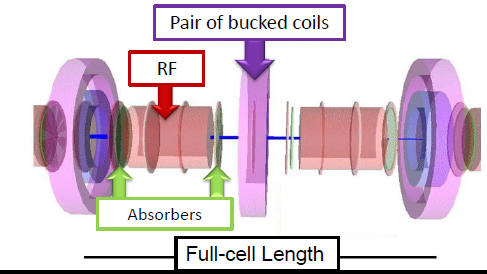 Pair of bucked coils
RF
Absorbers
Full-cell Length